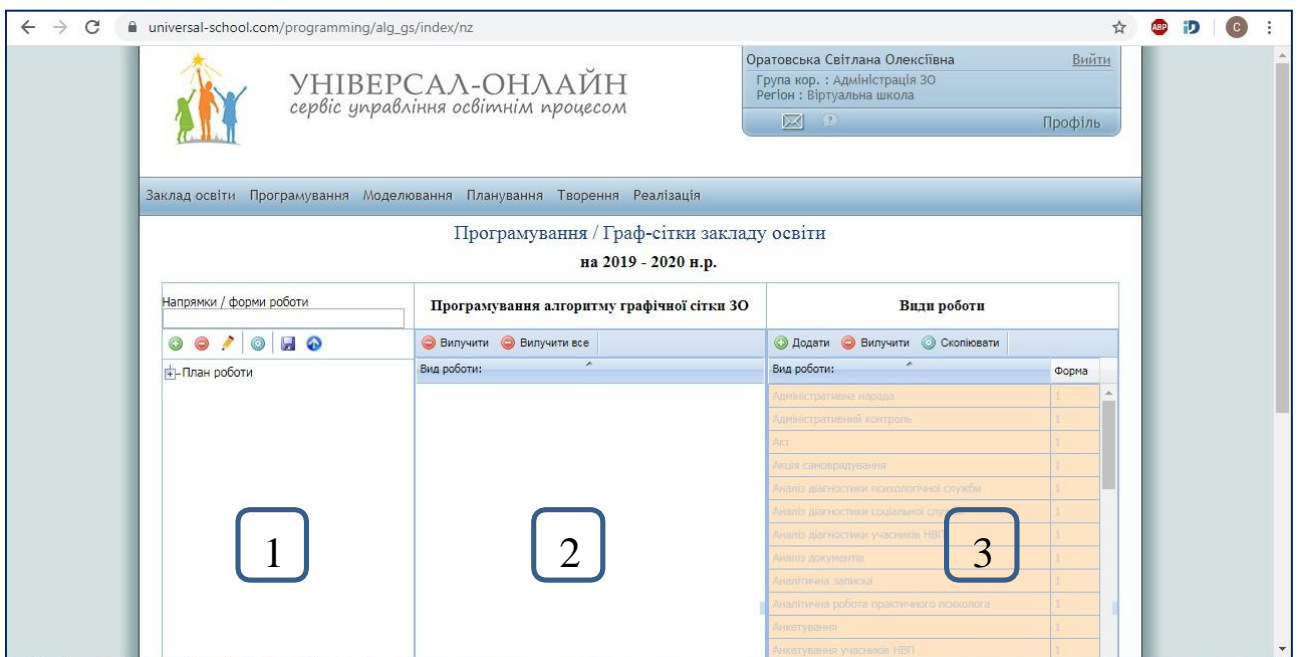 universal-school.com/programming/alg_gs/index/nz
ABP
C
УНІВЕРСАЛ-ОНЛАЙН
сервіс управління освітнім процесом
Оратовська Світлана Олексіївна Вийти
Група кор. : Адміністрація ЗО
Регіон : Віртуальна школа
Профіль
Заклад освіти Програмування Моделювання Планування Творення Реалізація
Програмування / Граф-сітки закладу освіти
на 2019 - 2020 н.р.
Напрямки / форми роботи
Програмування алгоритму графічної сітки ЗО
Види роботи
Вилучити Вилучити все
Додати Вилучити Скопіювати
План роботи
Вид роботи:
Вид роботи: Форма
Адміністративна нарада 1
Адміністративний контроль 1
Акт 1
Акція самоврядування 1
Аналіз діагностики психологічної служби 1
Аналіз діагностики соціальної 1
Аналіз діагностики учасників 1
Аналіз документів 1
Аналітична записка 1
Аналітична робота практичного психолога 1
Анкетування 1
Анкетування учасників НВП 1
1
2
3